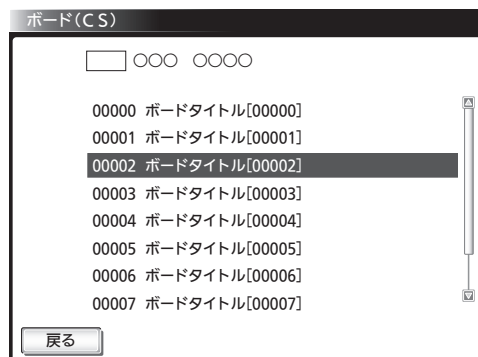 ボード(CS)
○○○ ○○○○
00000 ボードタイトル[00000]
00001 ボードタイトル[00001]
00002 ボードタイトル[00002]
00003 ボードタイトル[00003]
00004 ボードタイトル[00004]
00005 ボードタイトル[00005]
00006 ボードタイトル[00006]
00007 ボードタイトル[00007]
戻る